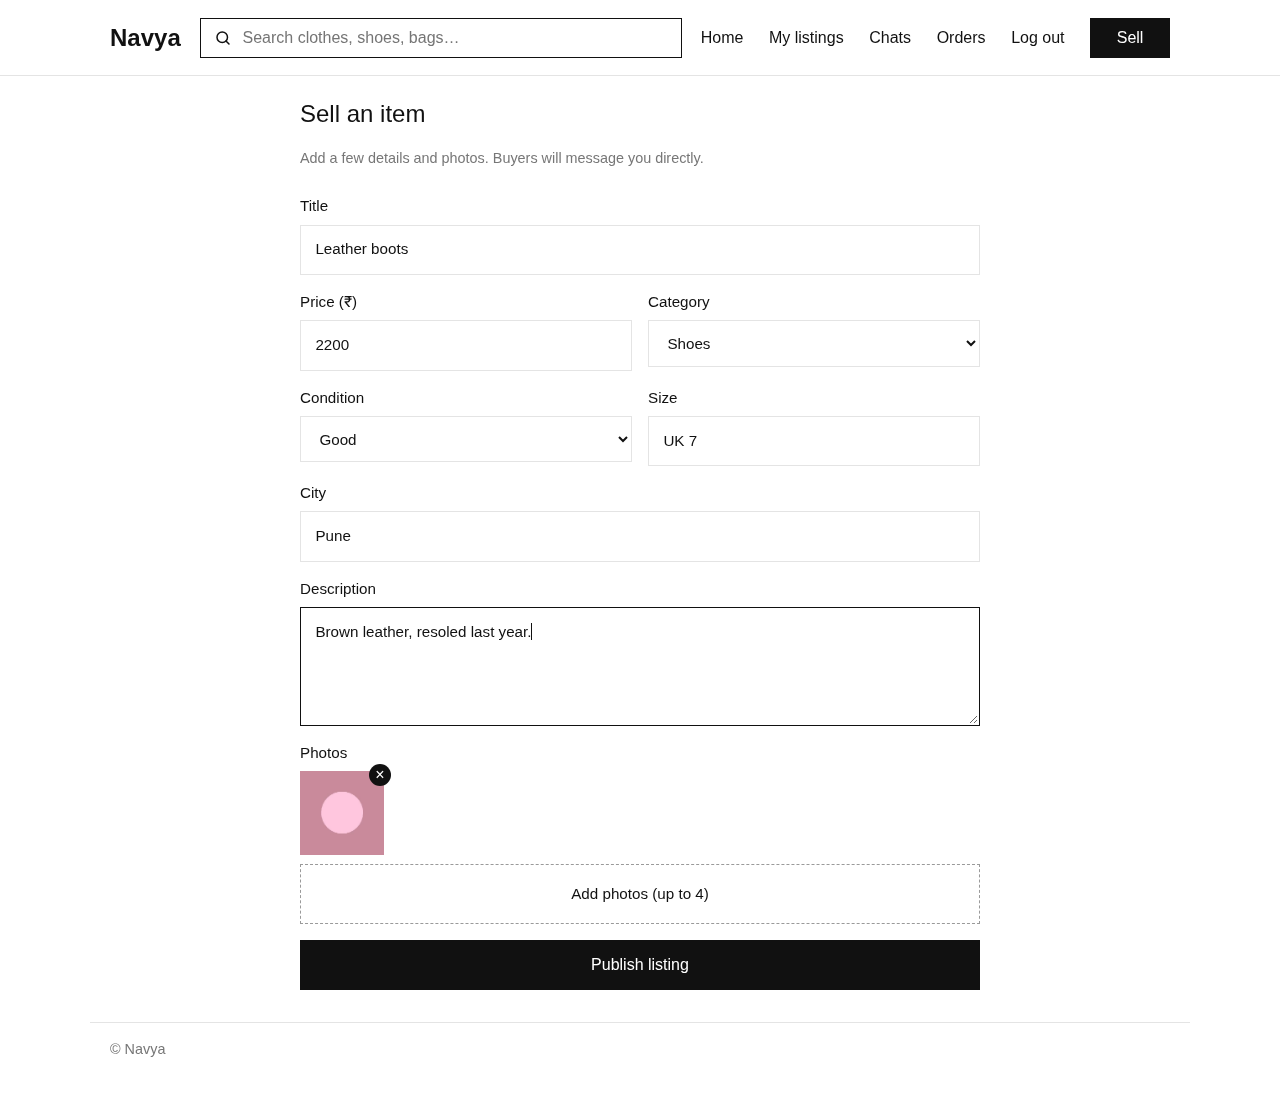 Navya
Search clothes, shoes, bags…
Home
My listings
Chats
Orders
Log out
Sell
Sell an item
Add a few details and photos. Buyers will message you directly.
Title
Leather boots
Price (₹)
Category
2200
Shoes
Condition
Size
Good
UK 7
City
Pune
Description
Brown leather, resoled last year.
Photos
×
Add photos (up to 4)
Publish listing
© Navya